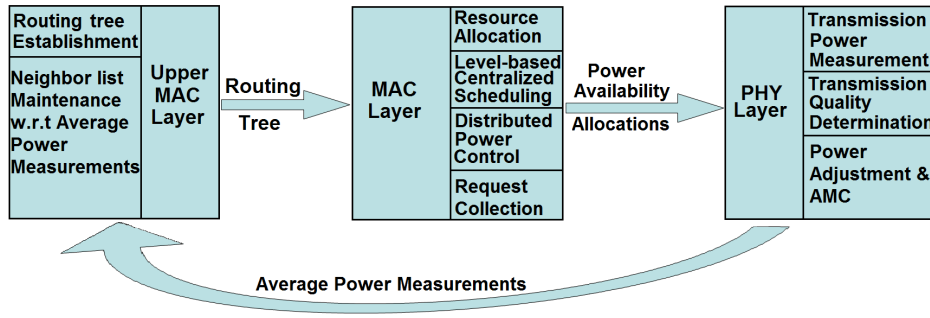 Routing tree
Establishment
Neighbor list
Maintenance
w.r.t Average
Power
Measurements
Upper
MAC
Layer
Routing
Tree
MAC
Layer
Resource
Allocation
Level-based
Centralized
Scheduling
Distributed
Power
Control
Request
Collection
Power
Availability
Allocations
PHY
Layer
Transmission
Power
Measurement
Transmission
Quality
Determination
Power
Adjustment &
AMC
Average Power Measurements